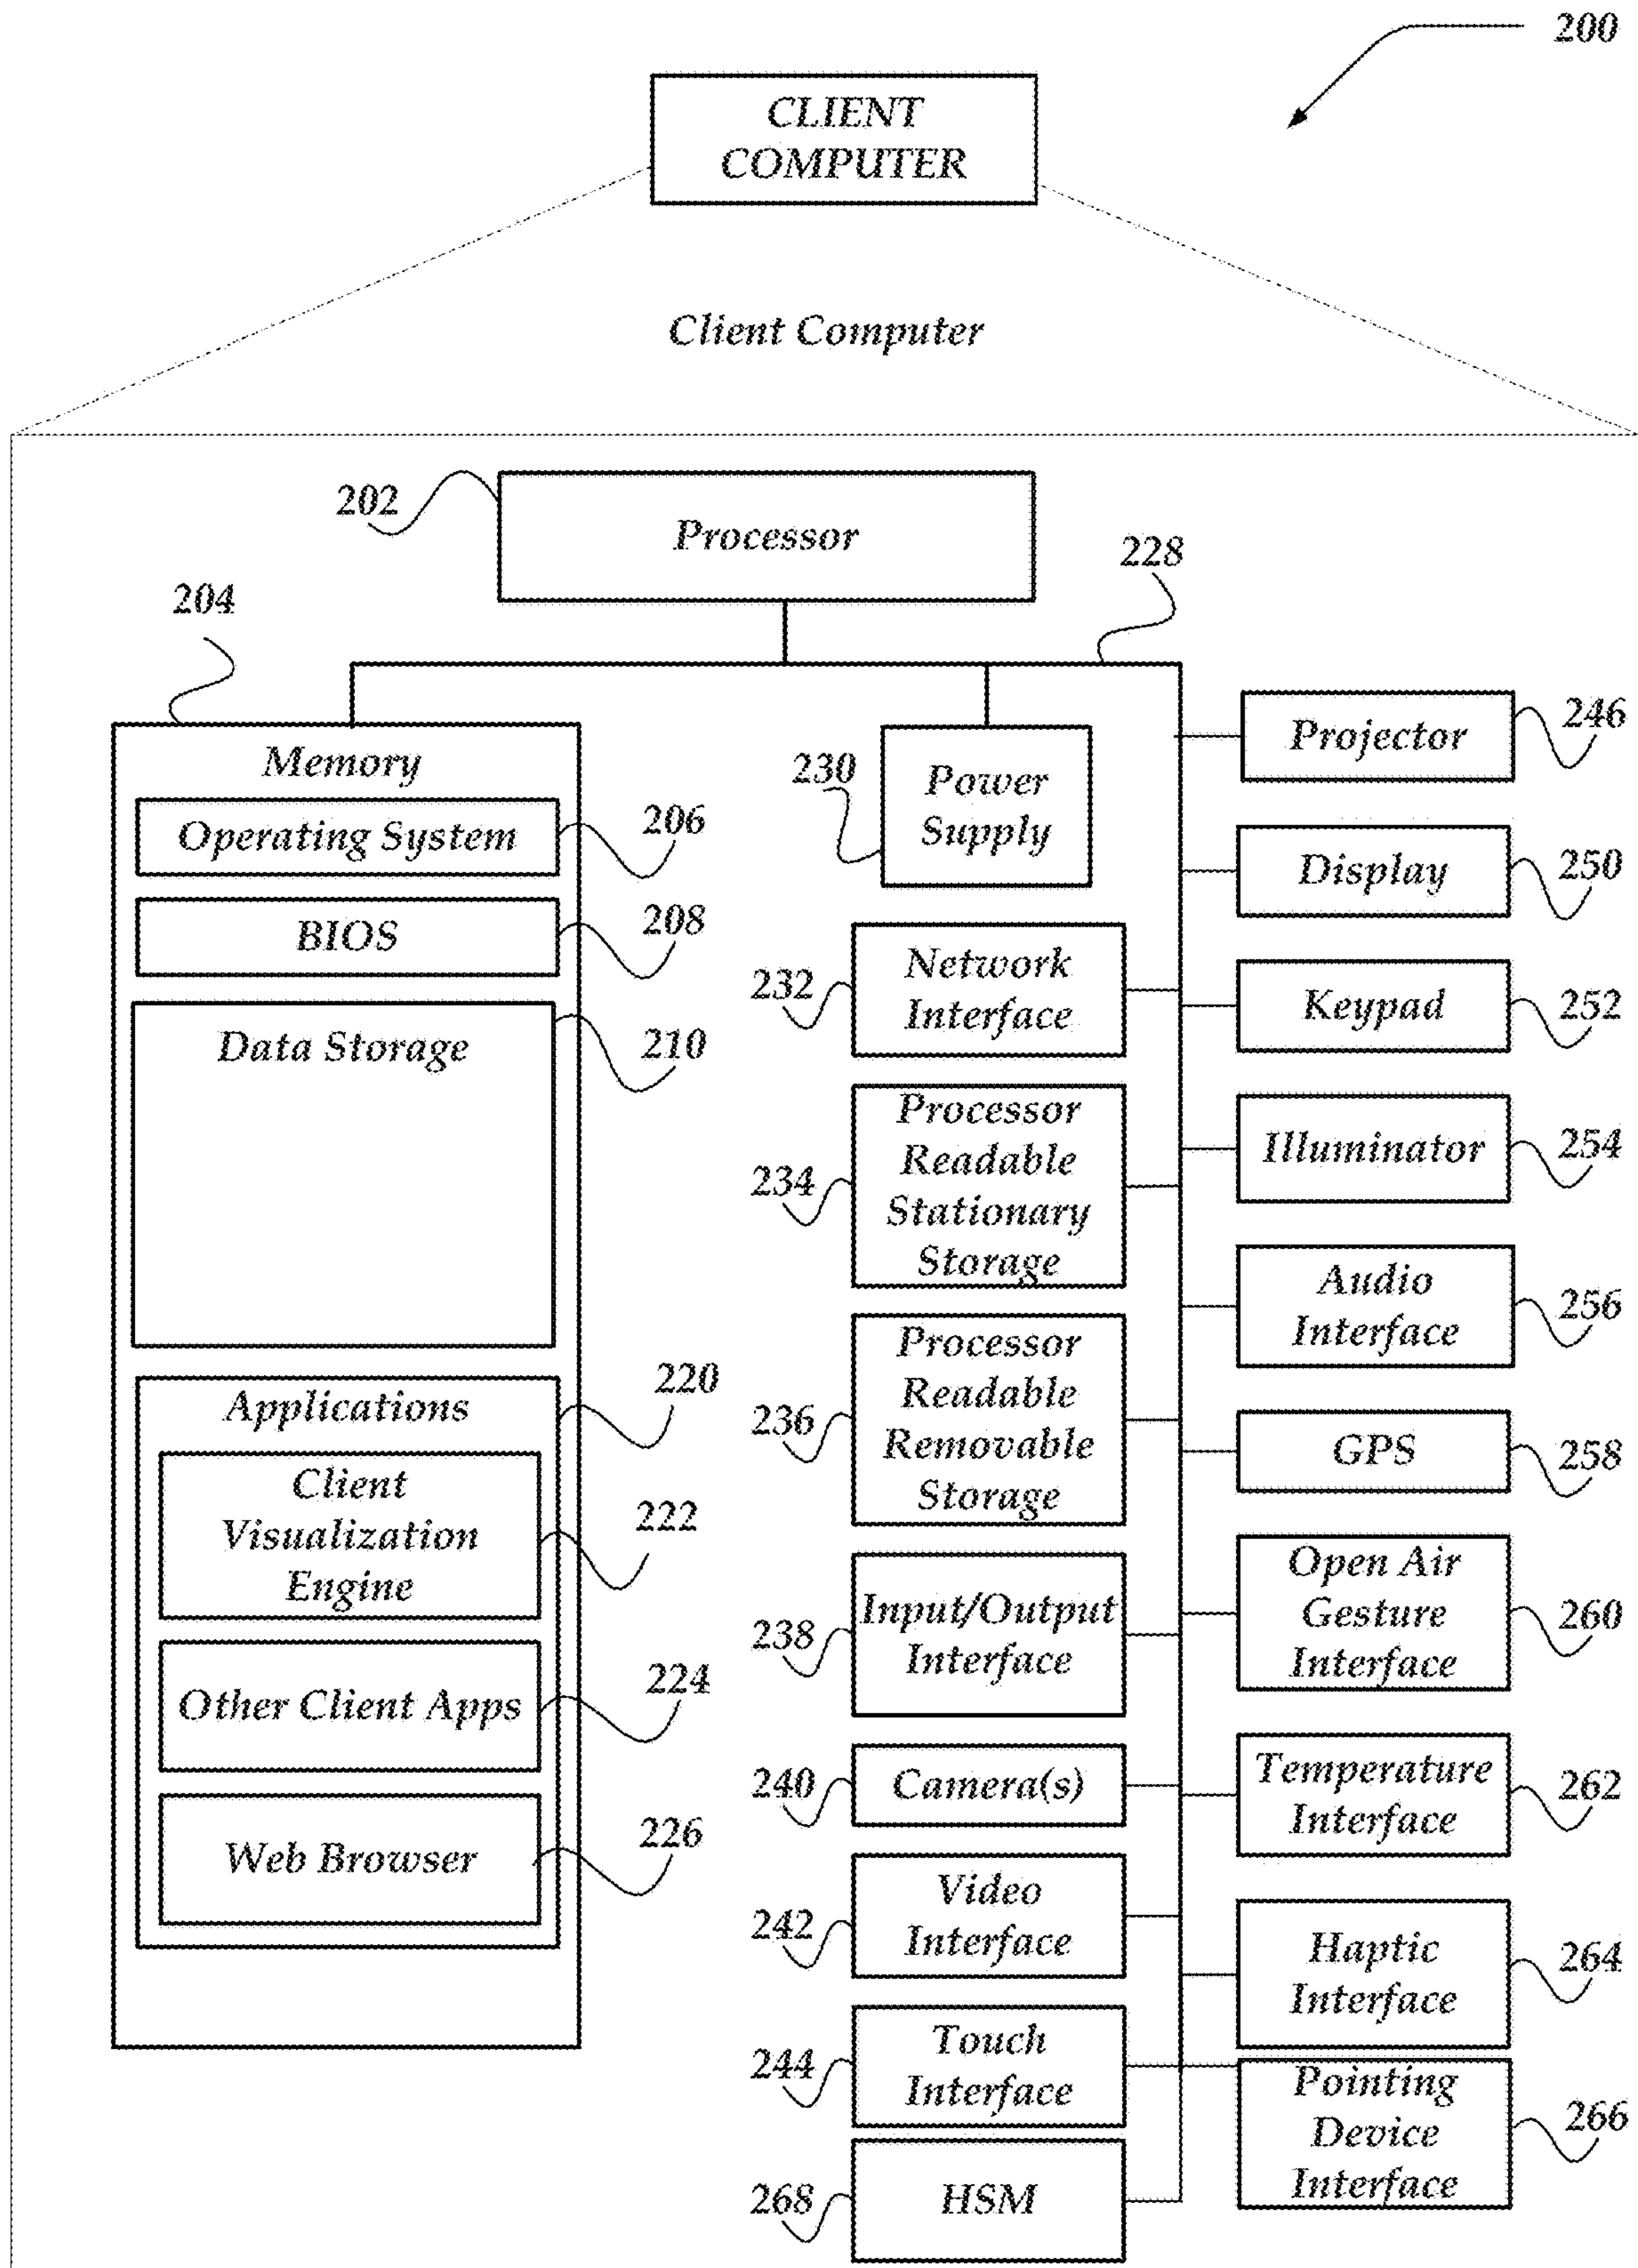 200
CLIENT
COMPUTER
Client Computer
202
Processor
228
204
Memory
Operating System
206
BIOS
208
Data Storage
210
Applications
220
Client
Visualization
Engine
222
Other Client Apps
224
Web Browser
226
230
Power
Supply
232
Network
Interface
234
Processor
Readable
Stationary
Storage
236
Processor
Readable
Removable
Storage
238
Input/Output
Interface
240
Camera(s)
242
Video
Interface
244
Touch
Interface
268
HSM
Projector
246
Display
250
Keypad
252
Illuminator
254
Audio
Interface
256
GPS
258
Open Air
Gesture
Interface
260
Temperature
Interface
262
Haptic
Interface
264
Pointing
Device
Interface
266